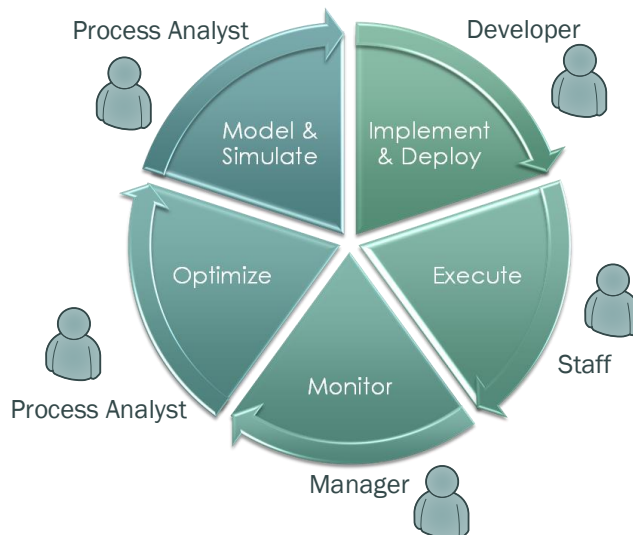 Process Analyst
Developer
Model &
Simulate
Implement
& Deploy
Optimize
Execute
Staff
Monitor
Process Analyst
Manager